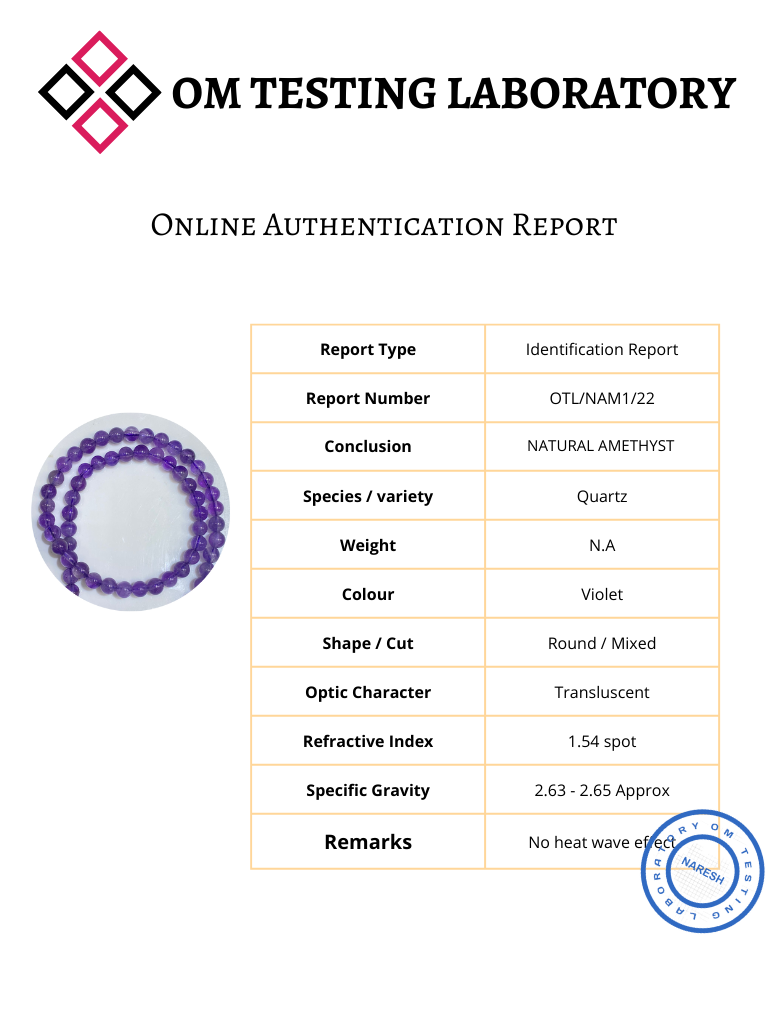 OM TESTING LABORATORY
Online Authentication Report
Report Type Identification Report
Report Number OTL/NAM1/22
Conclusion NATURAL AMETHYST
Species / variety Quartz
Weight N.A
Colour Violet
Shape / Cut Round / Mixed
Optic Character Transluscent
Refractive Index 1.54 spot
Specific Gravity 2.63 - 2.65 Approx
Remarks No heat wave effect
OM TESTING LABORATORY
NARESH